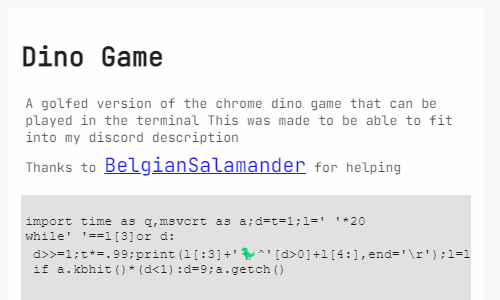 Dino Game
A golfed version of the chrome dino game that can be
played in the terminal This was made to be able to fit
into my discord description
Thanks to BelgianSalamander for helping
import time as q,msvcrt as a;d=t=1;l=' '*20
while' '==l[3]or d:
 d>>=1;t*=.99;print(l[:3]+'🦖^'[d>0]+l[4:],end='\r');l=l
 if a.kbhit()*(d<1):d=9;a.getch()